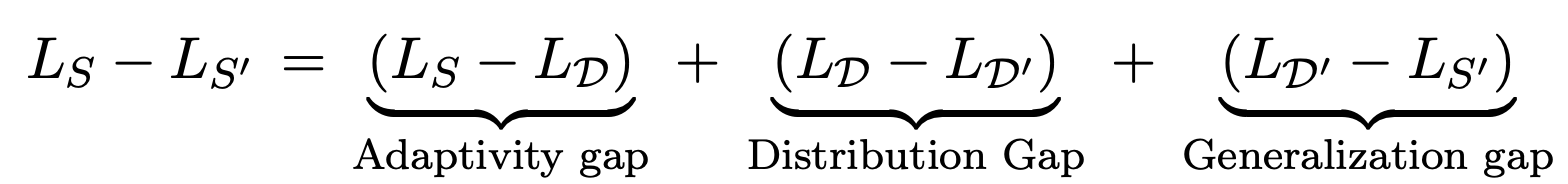 L_S − L_{S′} = (L_S − L_𝒟) + (L_𝒟 − L_{𝒟′}) + (L_{𝒟′} − L_{S′})
Adaptivity gap Distribution Gap Generalization gap